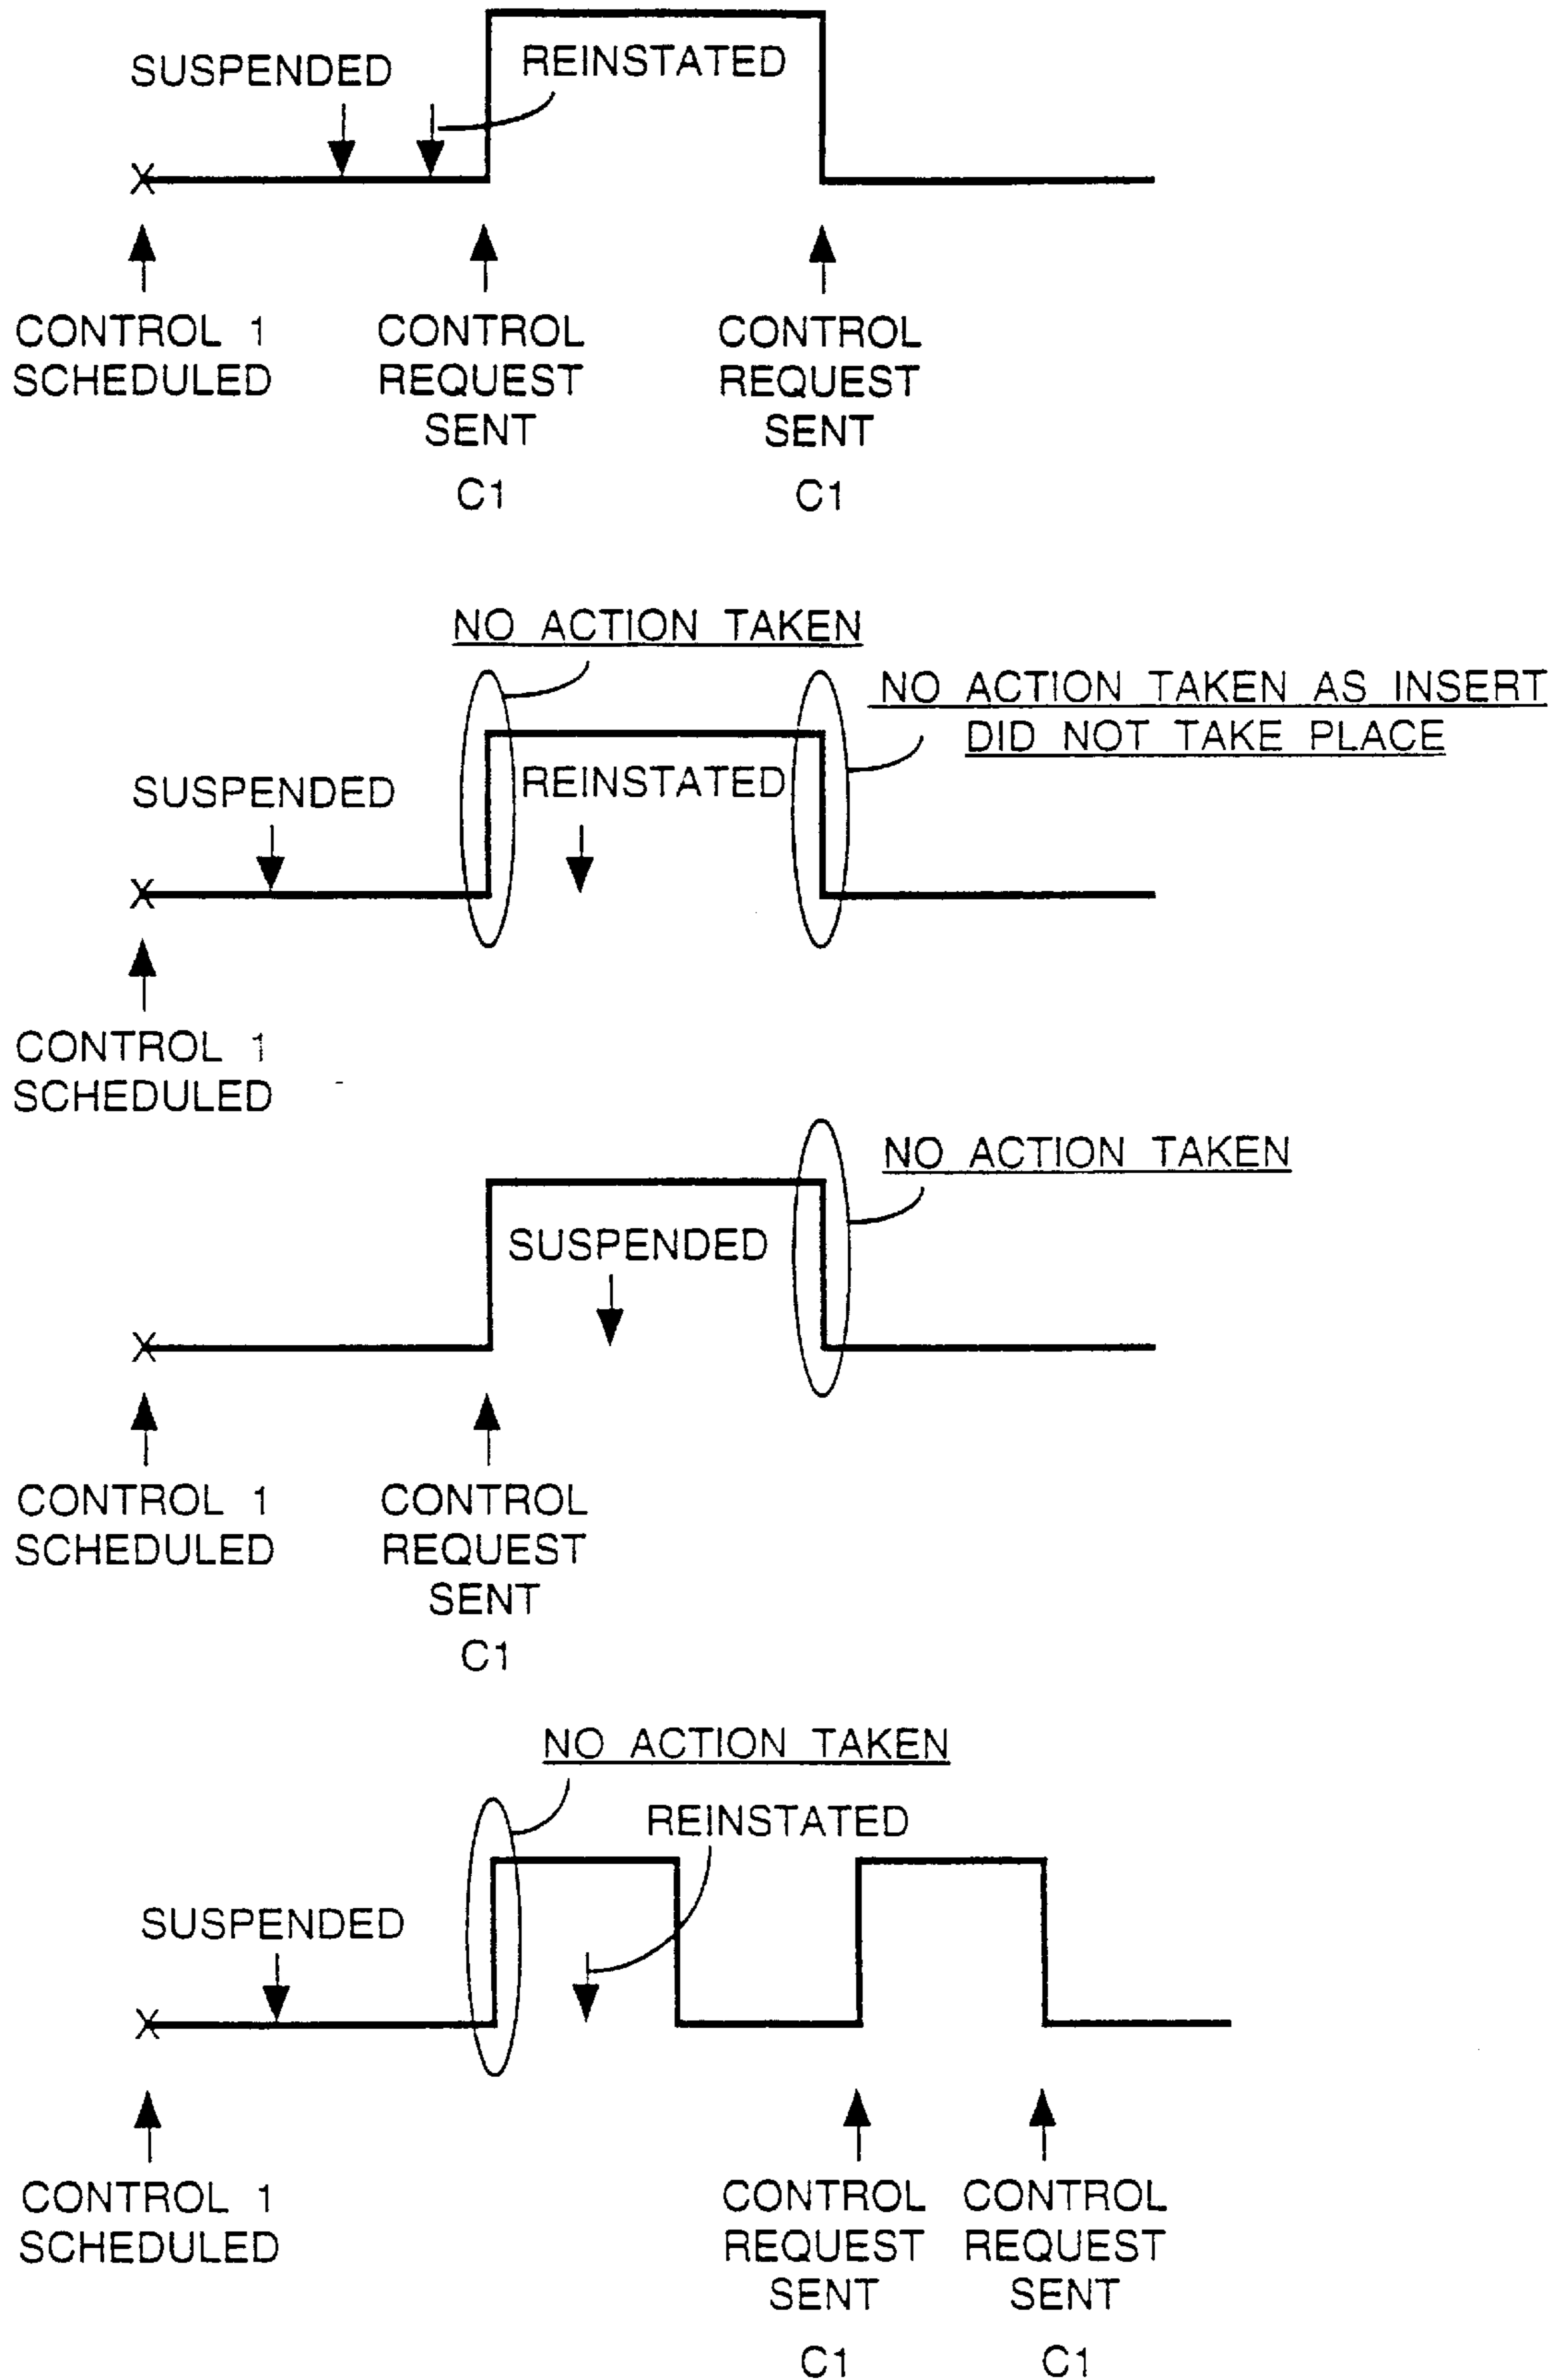 SUSPENDED
REINSTATED
CONTROL 1
SCHEDULED
CONTROL
REQUEST
SENT
C1
CONTROL
REQUEST
SENT
C1
NO ACTION TAKEN
NO ACTION TAKEN AS INSERT
DID NOT TAKE PLACE
SUSPENDED
REINSTATED
CONTROL 1
SCHEDULED
NO ACTION TAKEN
SUSPENDED
CONTROL 1
SCHEDULED
CONTROL
REQUEST
SENT
C1
NO ACTION TAKEN
REINSTATED
SUSPENDED
CONTROL 1
SCHEDULED
CONTROL
REQUEST
SENT
C1
CONTROL
REQUEST
SENT
C1